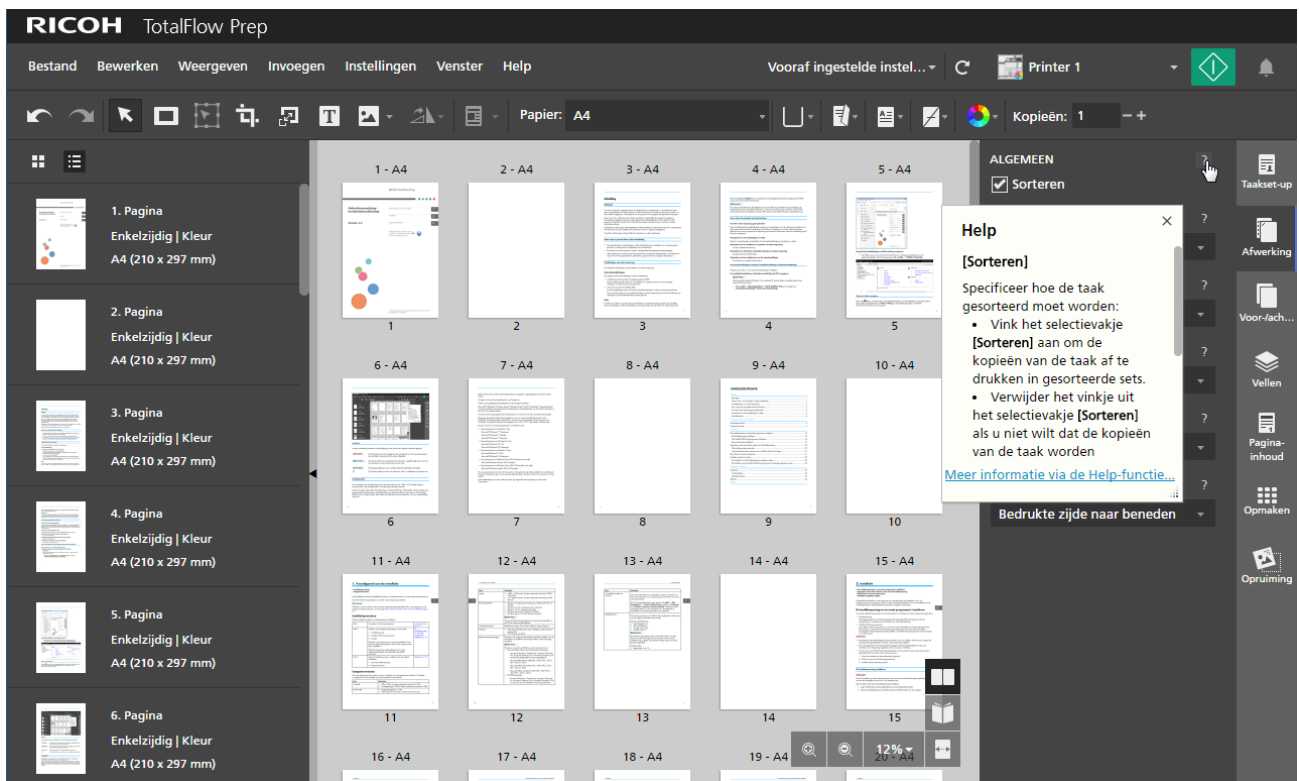 RICOH TotalFlow Prep
Bestand Bewerken Weergeven Invoegen Instellingen Venster Help Vooraf ingestelde instel... Printer 1
Papier: A4 Kopieën: 1
1. Pagina
Enkelzijdig | Kleur
A4 (210 x 297 mm)
2. Pagina
Enkelzijdig | Kleur
A4 (210 x 297 mm)
3. Pagina
Enkelzijdig | Kleur
A4 (210 x 297 mm)
4. Pagina
Enkelzijdig | Kleur
A4 (210 x 297 mm)
5. Pagina
Enkelzijdig | Kleur
A4 (210 x 297 mm)
6. Pagina
Enkelzijdig | Kleur
A4 (210 x 297 mm)
1 - A4 2 - A4 3 - A4 4 - A4 5 - A4
1 2 3 4 5
6 - A4 7 - A4 8 - A4 9 - A4 10 - A4
6 7 8 9 10
11 - A4 12 - A4 13 - A4 14 - A4 15 - A4
11 12 13 14 15
16 - A4 17 - A4 18 - A4 19 - A4 20 - A4
12%
ALGEMEEN ?
Sorteren
Help
[Sorteren]
Specificeer hoe de taak
gesorteerd moet worden:
• Vink het selectievakje
[Sorteren] aan om de
kopieën van de taak af te
drukken in gesorteerde sets.
• Verwijder het vinkje uit
het selectievakje [Sorteren]
als u niet wilt dat de kopieën
van de taak worden
Meer informatie via de Help-functie...
?
?
?
?
?
Bedrukte zijde naar beneden
Taakset-up
Afwerking
Voor-/ach...
Vellen
Pagina-
inhoud
Opmaken
Opruiming